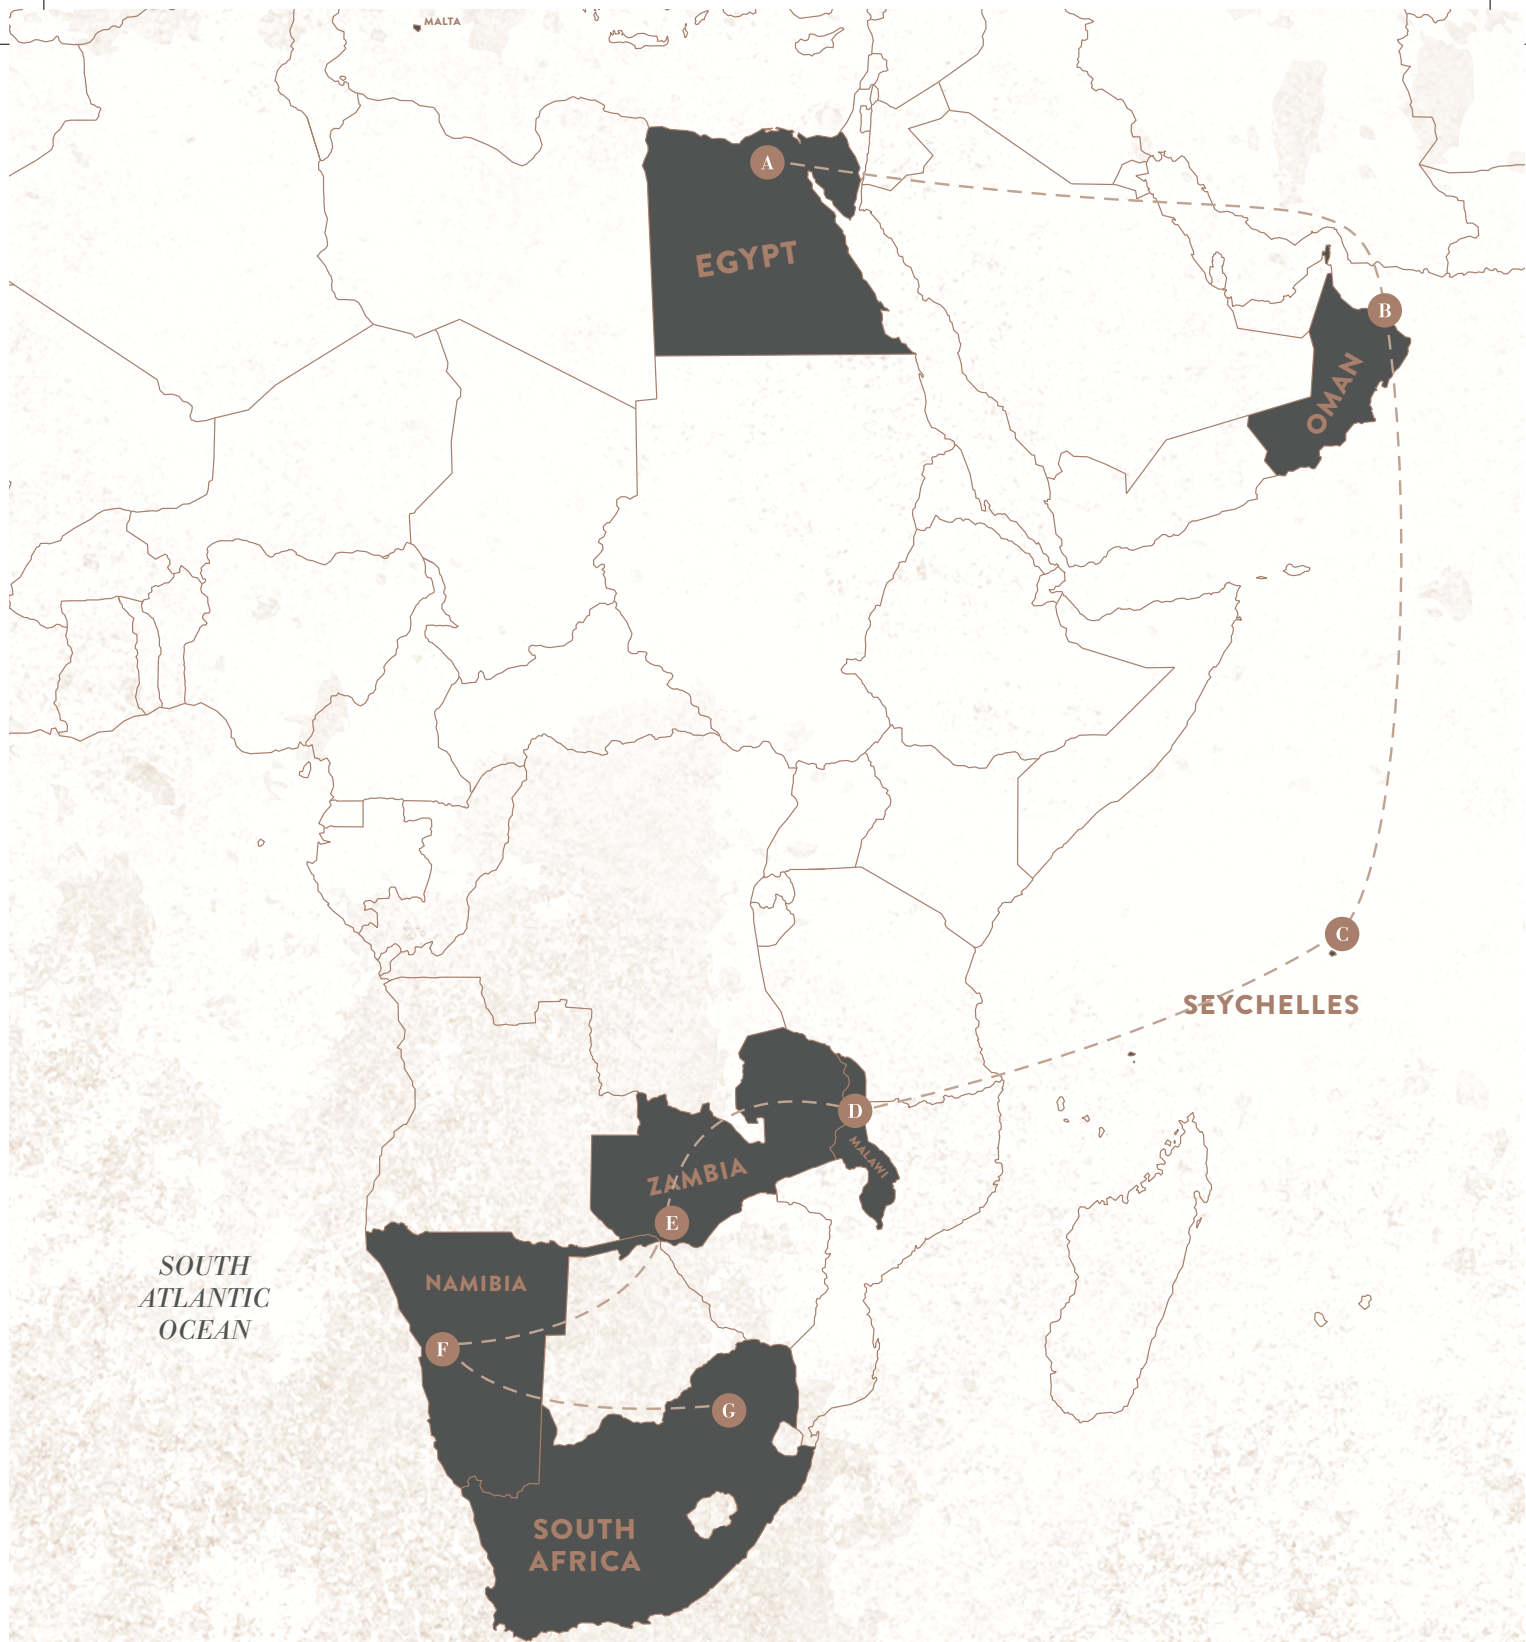 MALTA
A
EGYPT
B
OMAN
C
SEYCHELLES
D
MALAWI
ZAMBIA
E
SOUTH
ATLANTIC
OCEAN
NAMIBIA
F
G
SOUTH
AFRICA